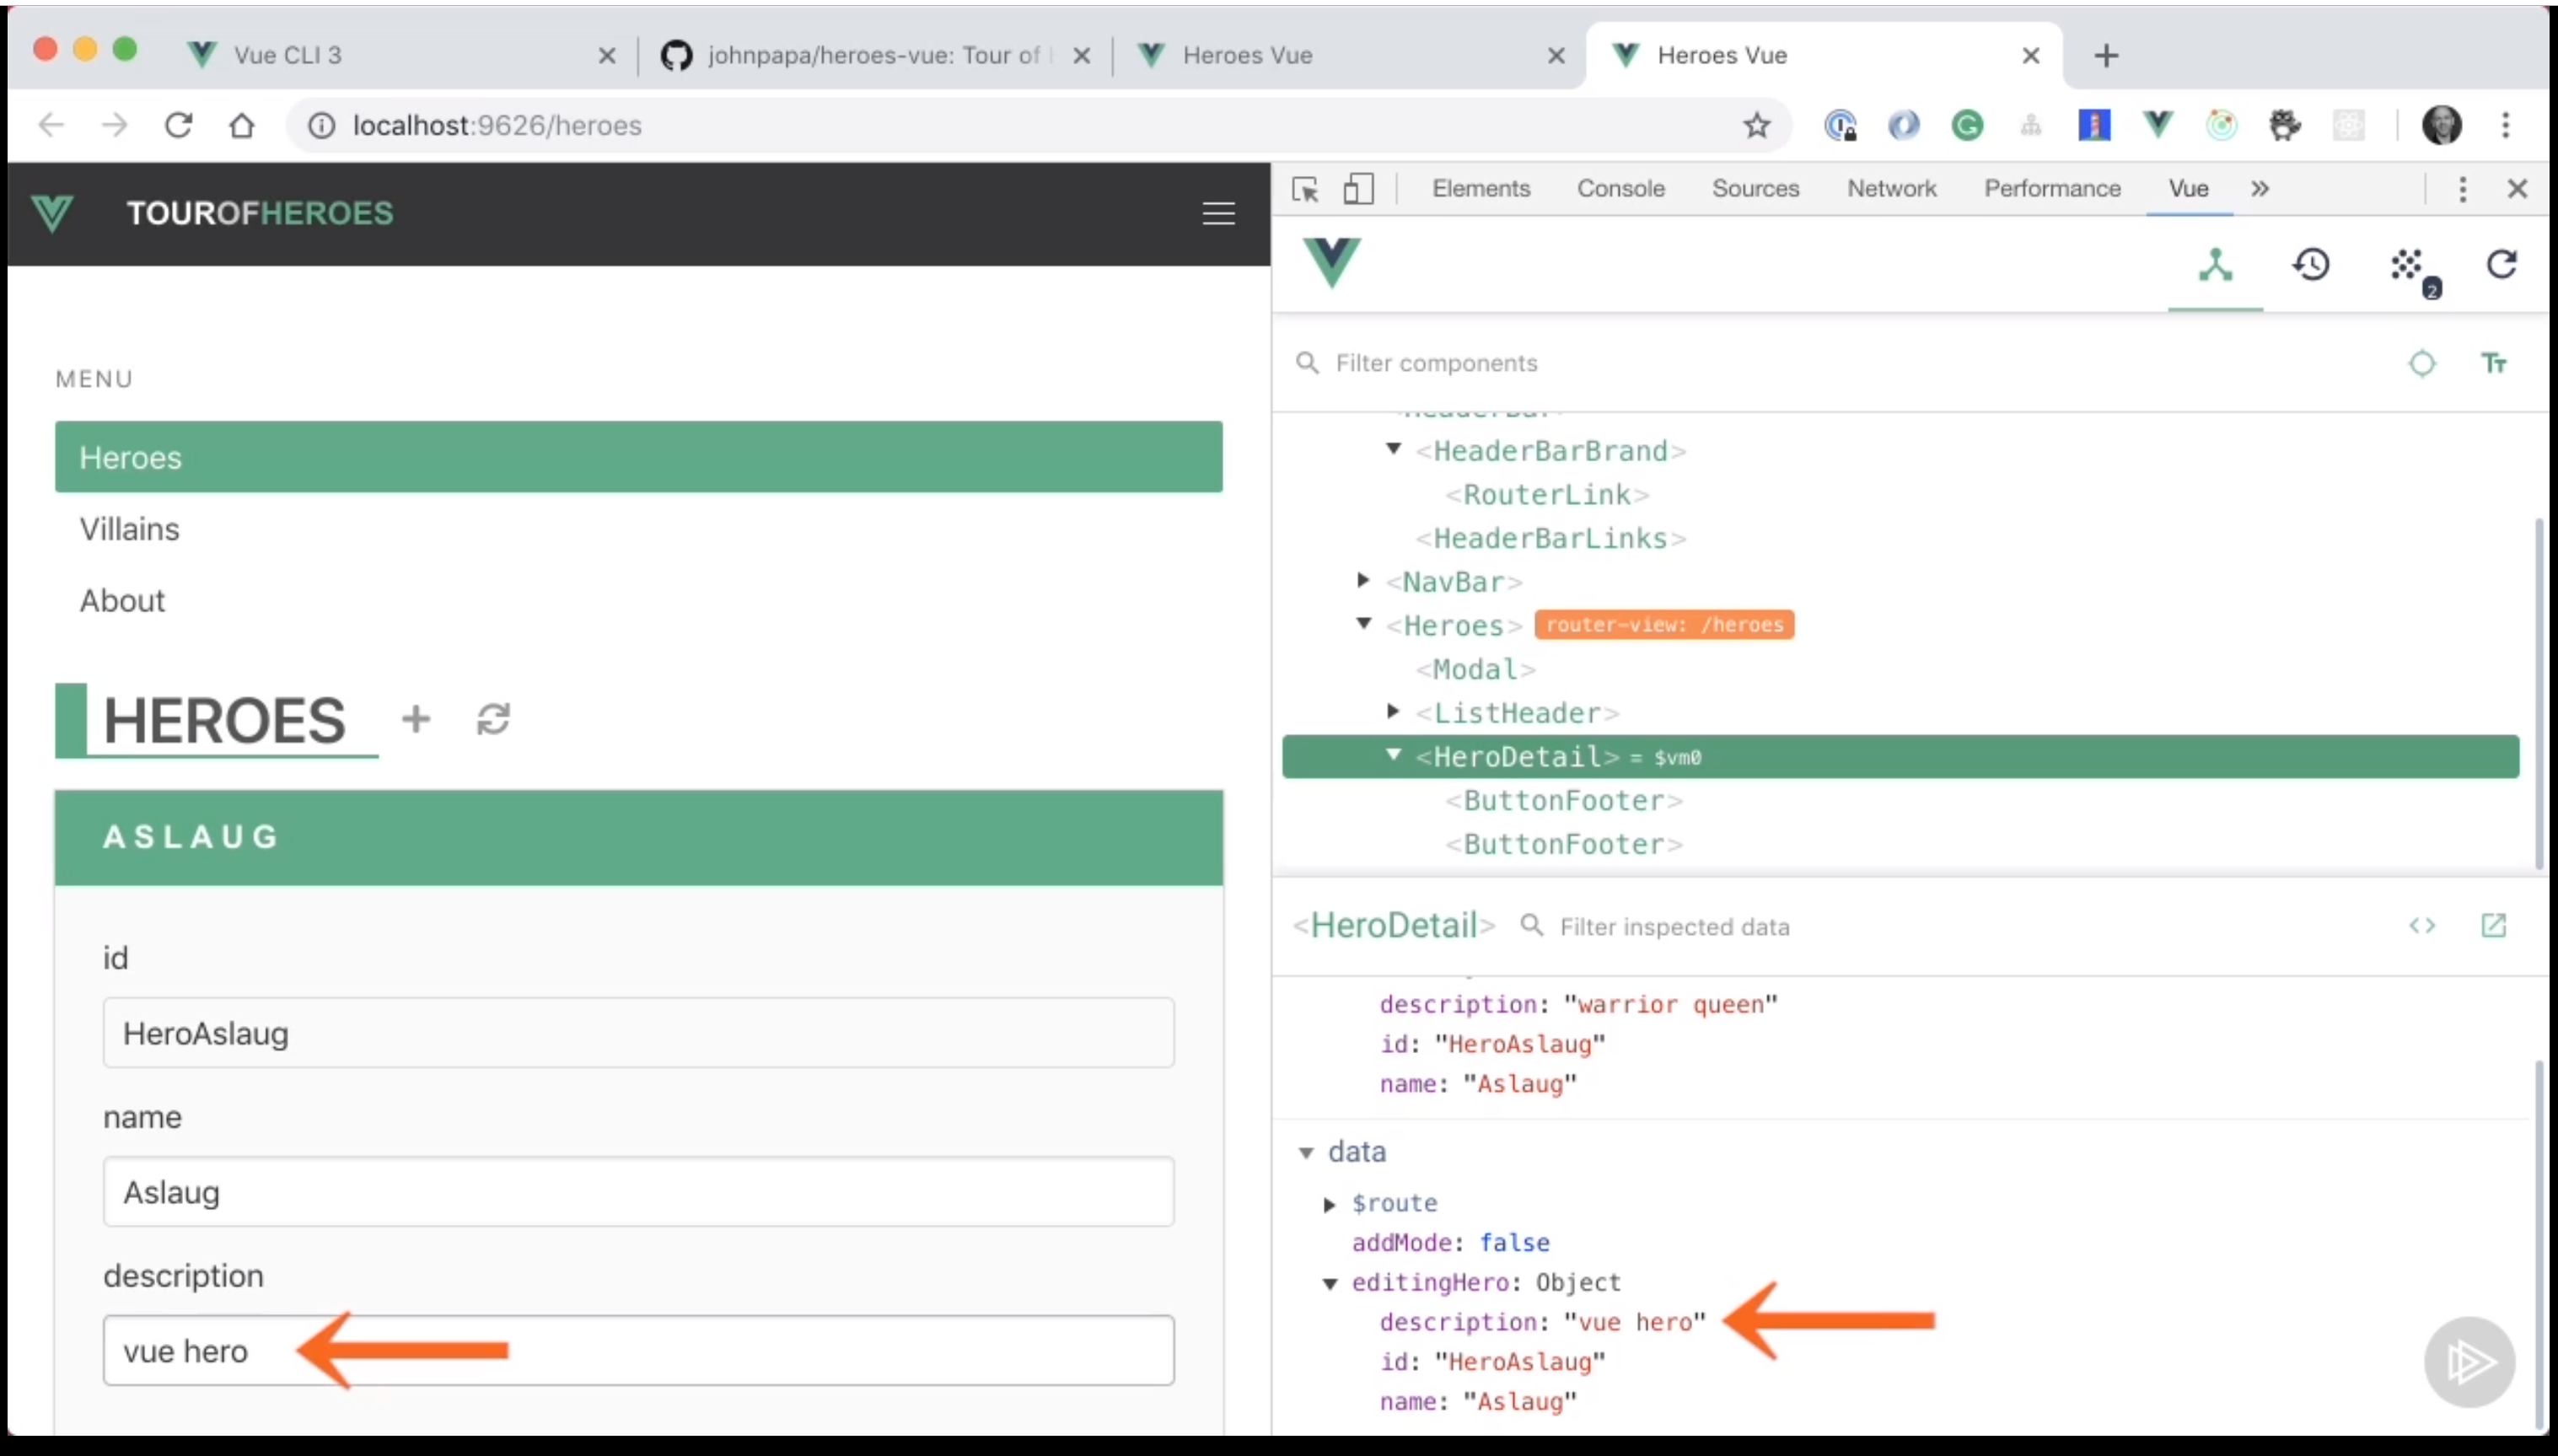 Vue CLI 3
johnpapa/heroes-vue: Tour of
Heroes Vue
Heroes Vue
localhost:9626/heroes
TOUROFHEROES
MENU
Heroes
Villains
About
HEROES
ASLAUG
id
HeroAslaug
name
Aslaug
description
vue hero
Elements Console Sources Network Performance Vue
2
Filter components
<HeaderBar>
<HeaderBarBrand>
<RouterLink>
<HeaderBarLinks>
<NavBar>
<Heroes> router-view: /heroes
<Modal>
<ListHeader>
<HeroDetail> = $vm0
<ButtonFooter>
<ButtonFooter>
<HeroDetail> Filter inspected data
description: "warrior queen"
id: "HeroAslaug"
name: "Aslaug"
data
$route
addMode: false
editingHero: Object
description: "vue hero"
id: "HeroAslaug"
name: "Aslaug"